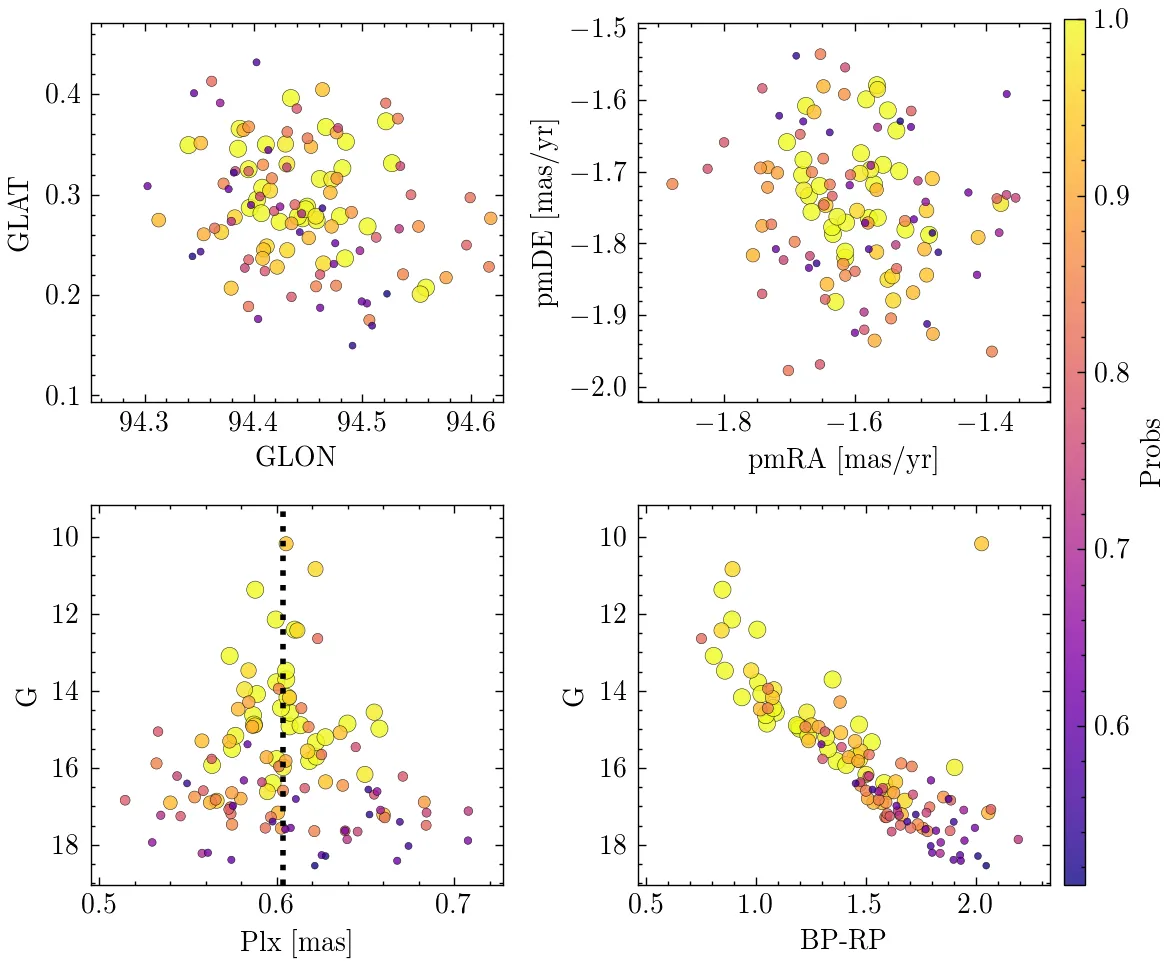 0.4
0.3
0.2
0.1
GLAT
94.3 94.4 94.5 94.6
GLON
−1.5
−1.6
−1.7
−1.8
−1.9
−2.0
pmDE [mas/yr]
−1.8 −1.6 −1.4
pmRA [mas/yr]
10
12
14
16
18
G
0.5 0.6 0.7
Plx [mas]
10
12
14
16
18
G
0.5 1.0 1.5 2.0
BP-RP
1.0
0.9
0.8
0.7
0.6
Probs